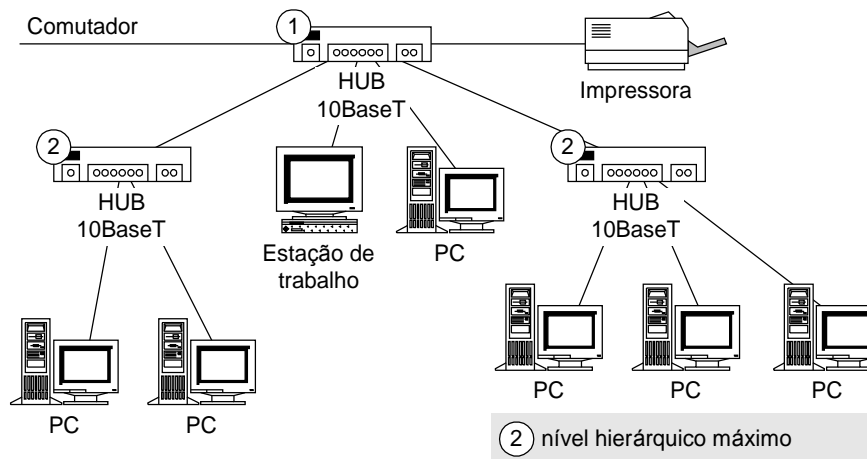 Comutador
1
HUB
10BaseT
Impressora
2
HUB
10BaseT
Estação de
trabalho
PC
2
HUB
10BaseT
PC
PC
PC
PC
PC
2 nível hierárquico máximo